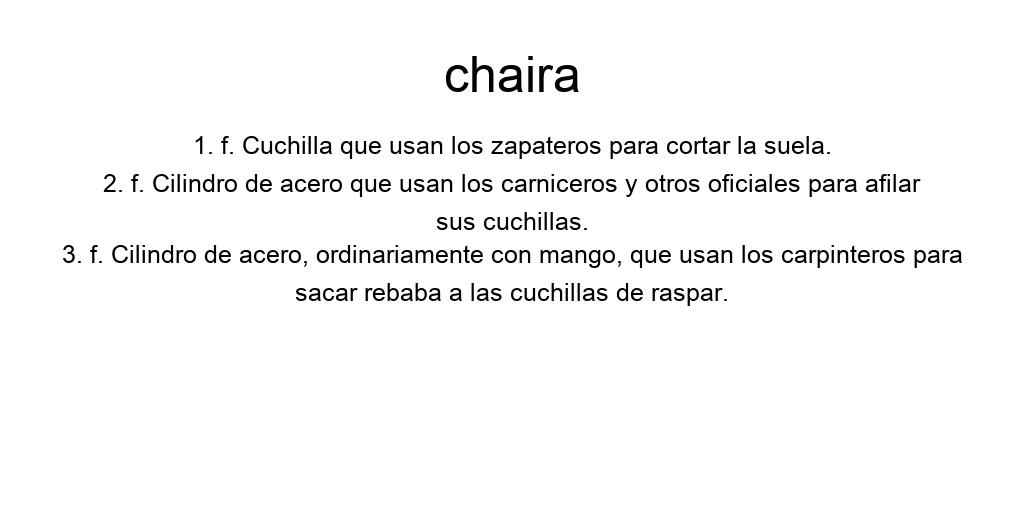 chaira
1. f. Cuchilla que usan los zapateros para cortar la suela.
2. f. Cilindro de acero que usan los carniceros y otros oficiales para afilar
sus cuchillas.
3. f. Cilindro de acero, ordinariamente con mango, que usan los carpinteros para
sacar rebaba a las cuchillas de raspar.